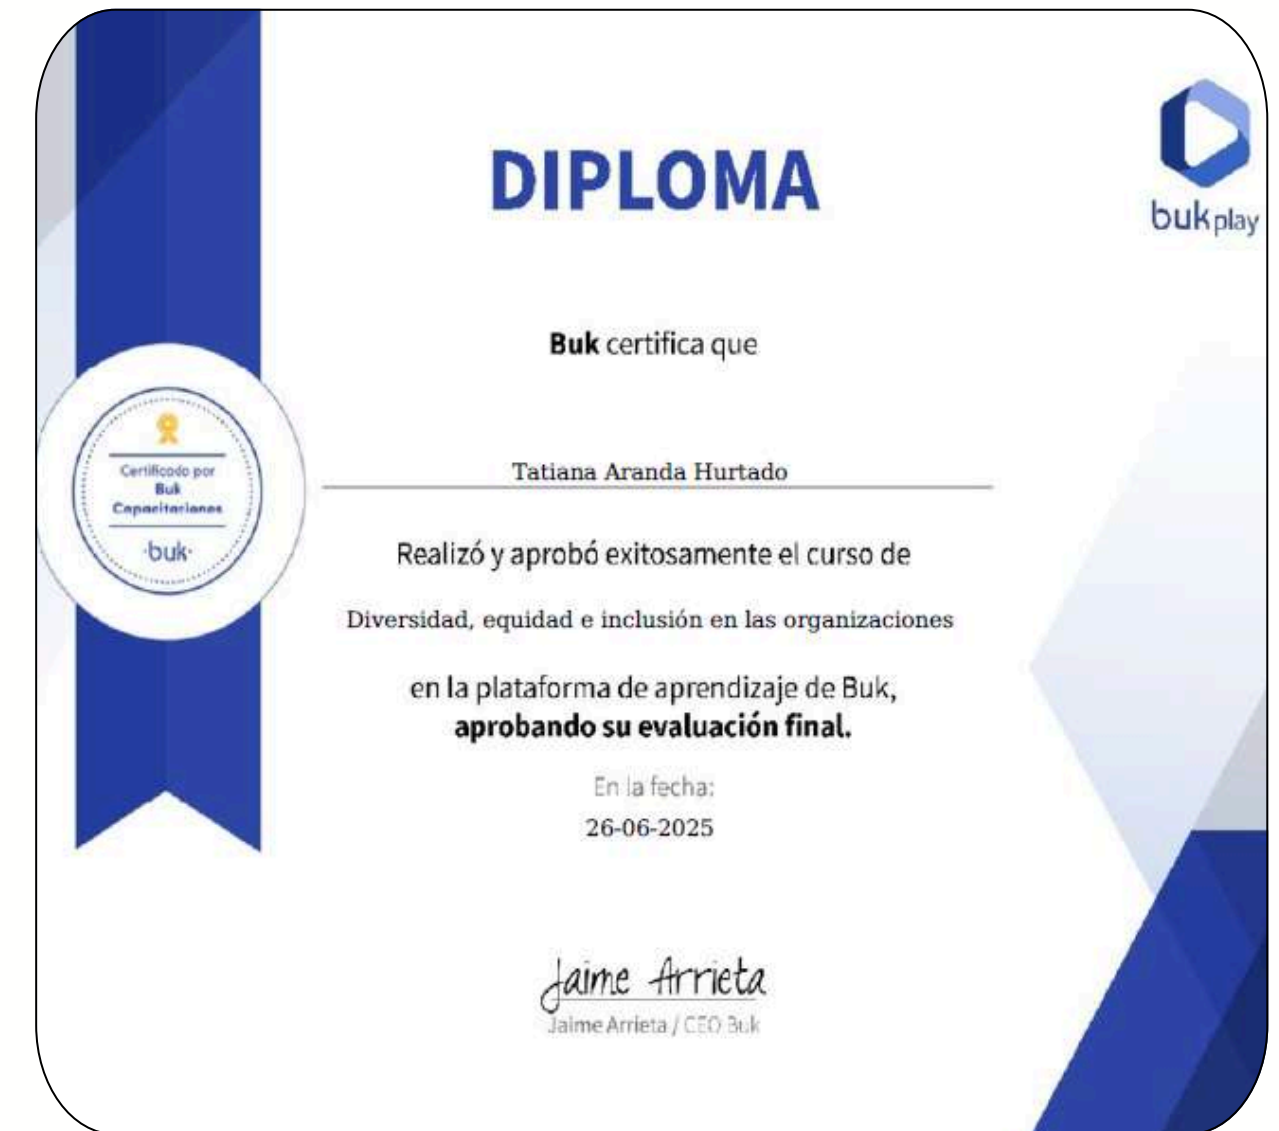 DIPLOMA
buk play
Buk certifica que
Certificado por
Buk
Capacitaciones
·buk·
Tatiana Aranda Hurtado
Realizó y aprobó exitosamente el curso de
Diversidad, equidad e inclusión en las organizaciones
en la plataforma de aprendizaje de Buk,
aprobando su evaluación final.
En la fecha:
26-06-2025
Jaime Arrieta
Jaime Arrieta / CEO Buk